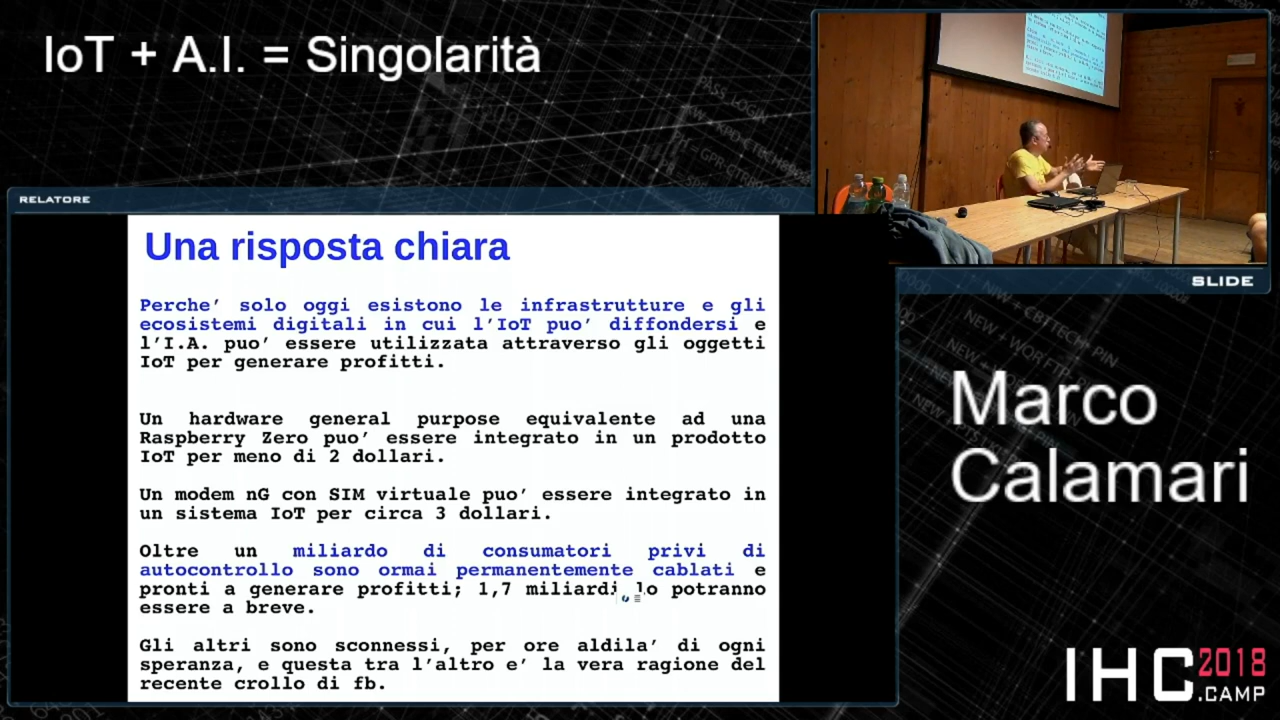 IoT + A.I. = Singolarità
RELATORE
Una risposta chiara
Perche’ solo oggi esistono le infrastrutture e gli
ecosistemi digitali in cui l’IoT puo’ diffondersi e
l’I.A. puo’ essere utilizzata attraverso gli oggetti
IoT per generare profitti.
Un hardware general purpose equivalente ad una
Raspberry Zero puo’ essere integrato in un prodotto
IoT per meno di 2 dollari.
Un modem nG con SIM virtuale puo’ essere integrato in
un sistema IoT per circa 3 dollari.
Oltre un miliardo di consumatori privi di
autocontrollo sono ormai permanentemente cablati e
pronti a generare profitti; 1,7 miliardi lo potranno
essere a breve.
Gli altri sono sconnessi, per ore aldila’ di ogni
speranza, e questa tra l’altro e’ la vera ragione del
recente crollo di fb.
SLIDE
Marco
Calamari
IHC 2018
.CAMP